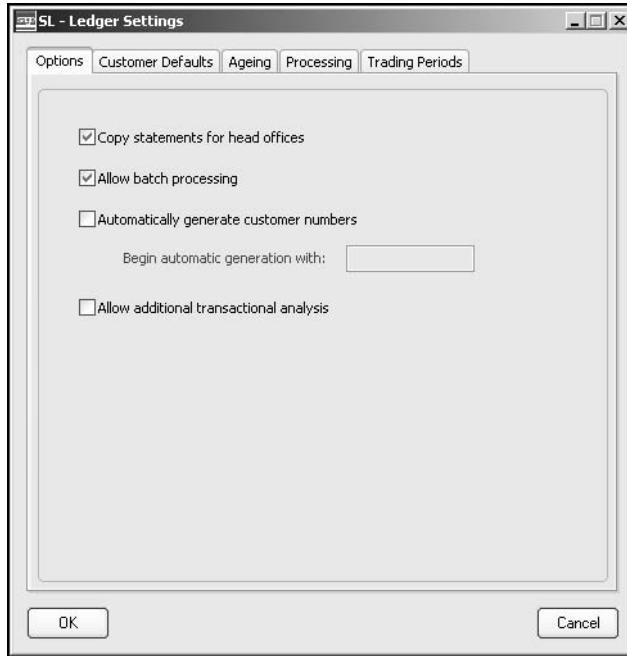 SL - Ledger Settings
Options Customer Defaults Ageing Processing Trading Periods
Copy statements for head offices
Allow batch processing
Automatically generate customer numbers
Begin automatic generation with:
Allow additional transactional analysis
OK Cancel